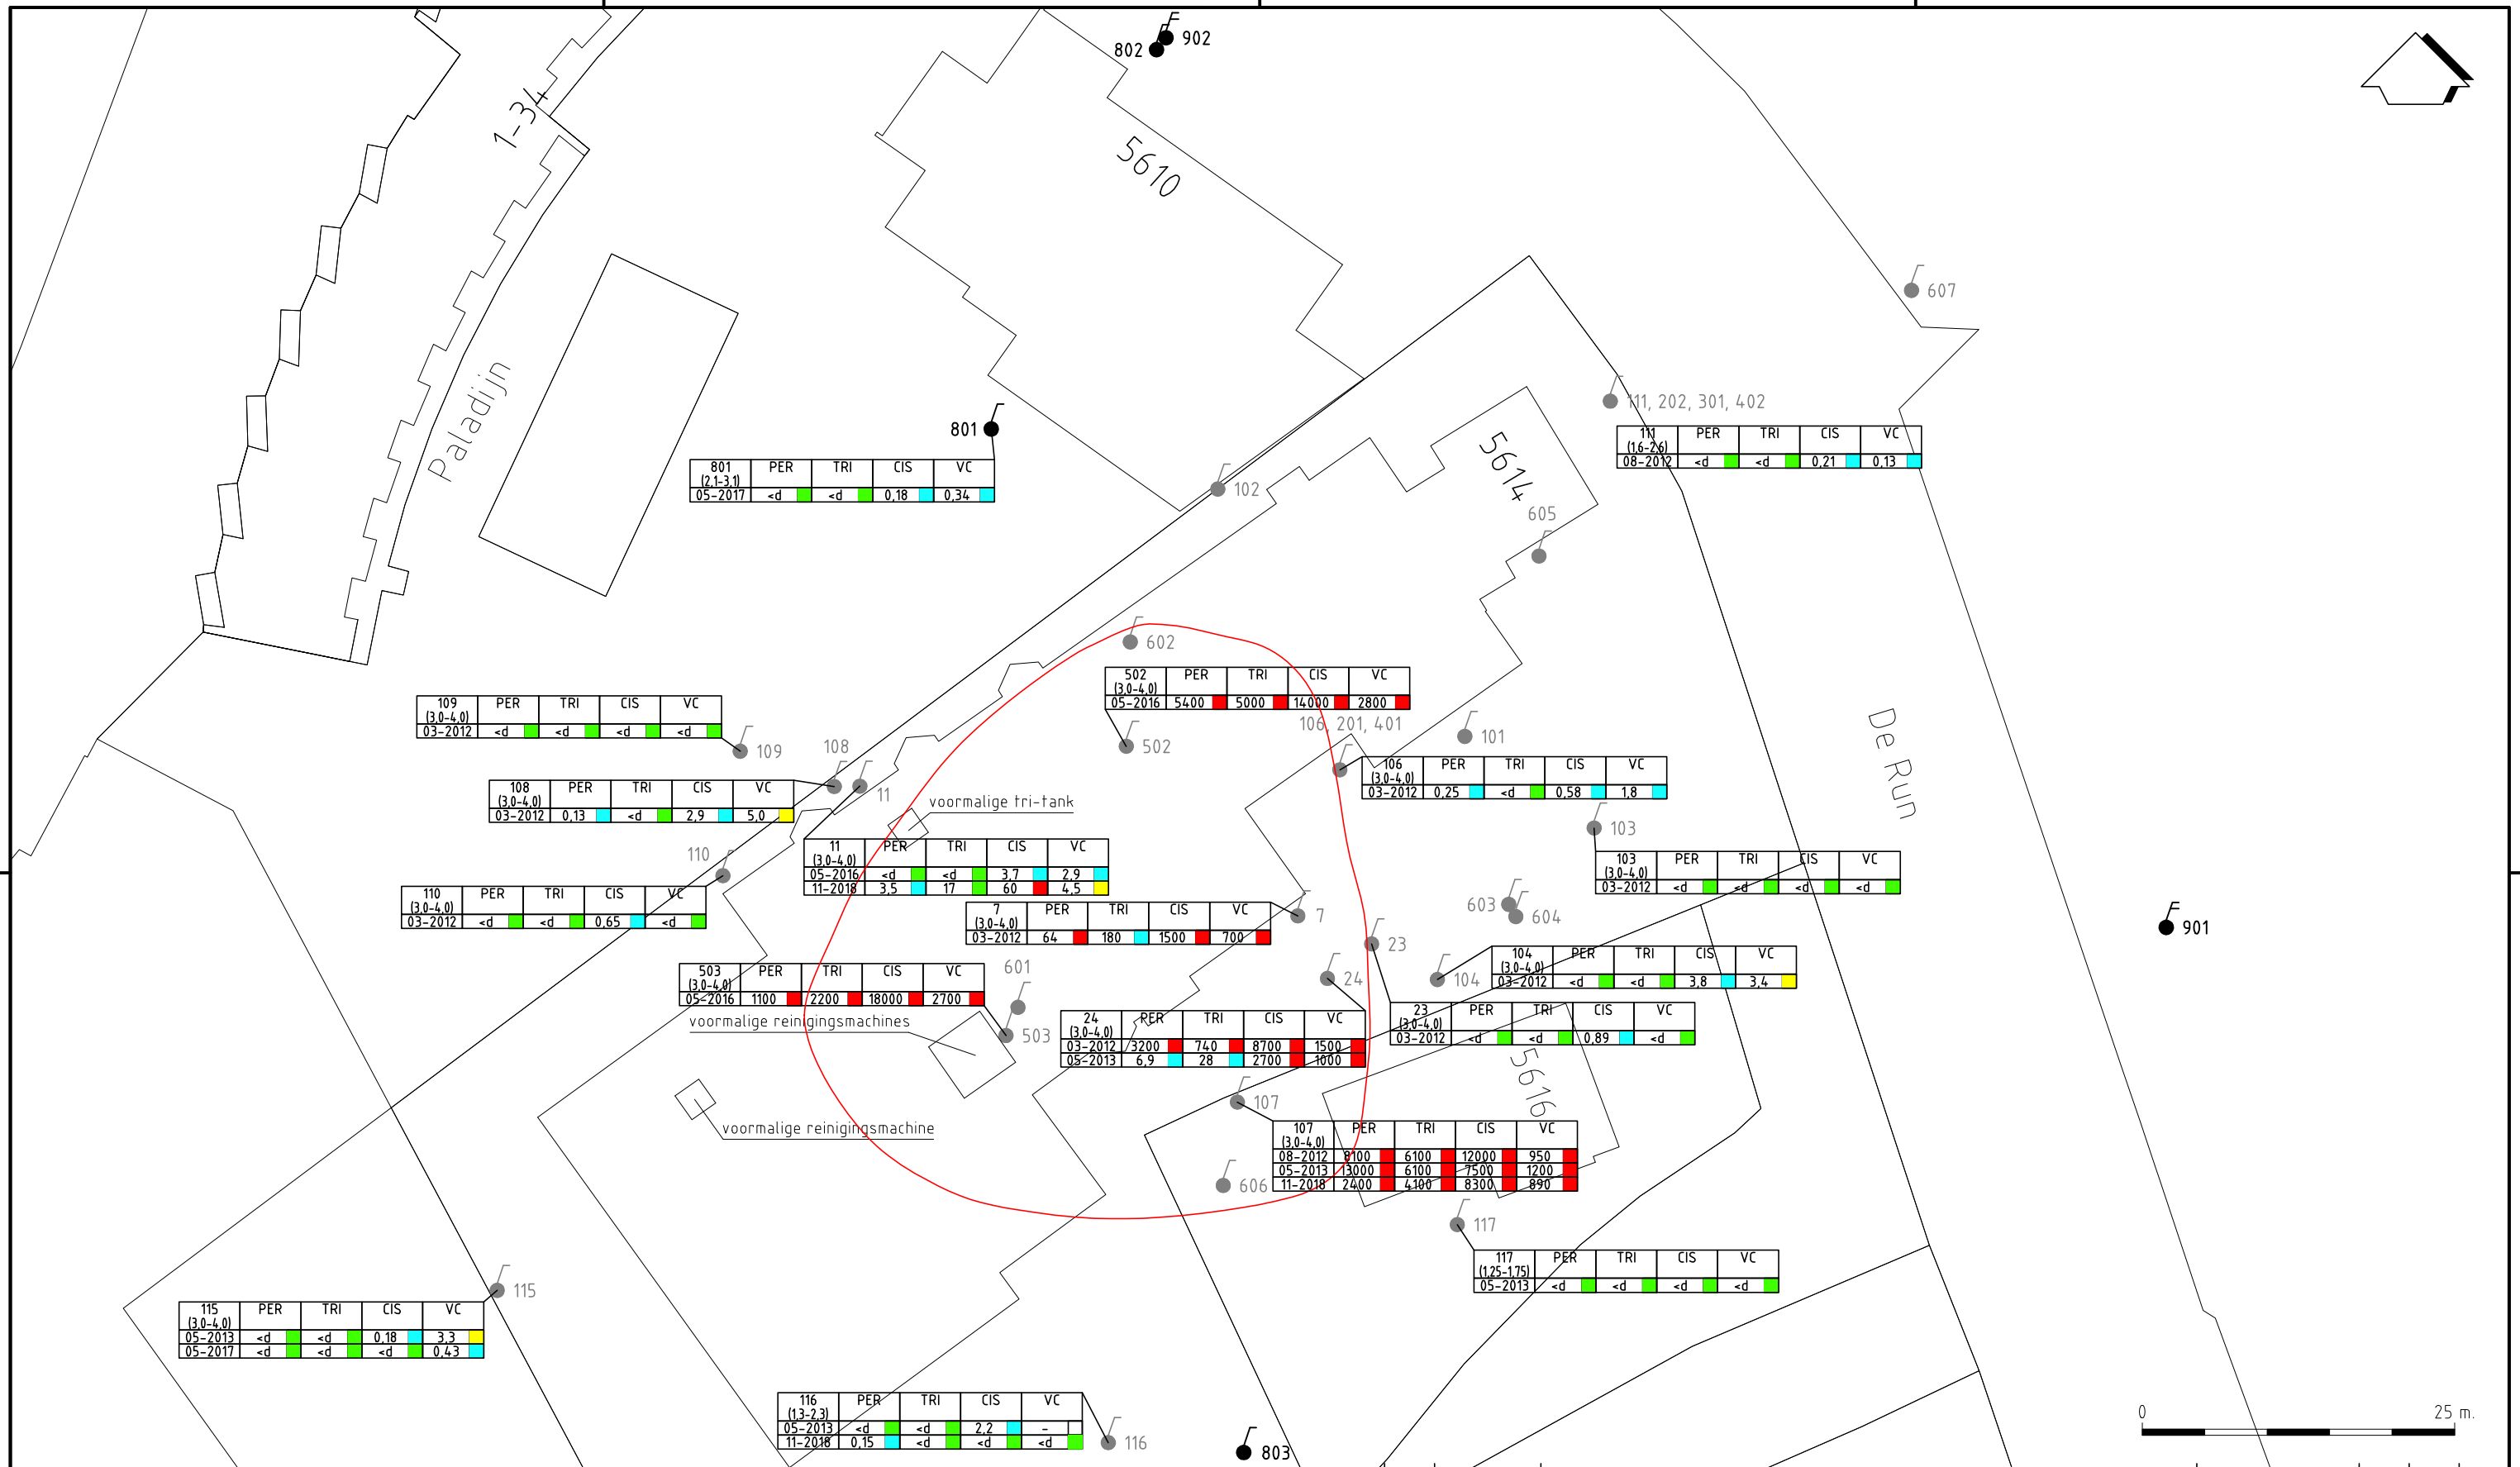 802
902
1-34
5610
607
Paladijn
801
801 PER TRI CIS VC
(2,1-3,1)
05-2017 <d <d 0,18 0,34
102
5614
605
111, 202, 301, 402
111 PER TRI CIS VC
(1,6-2,6)
08-2012 <d <d 0,21 0,13
602
502 PER TRI CIS VC
(3,0-4,0)
05-2016 5400 5000 14000 2800
106, 201, 401
502
101
109 PER TRI CIS VC
(3,0-4,0)
03-2012 <d <d <d <d
109
108
11
108 PER TRI CIS VC
(3,0-4,0)
03-2012 0,13 <d 2,9 5,0
voormalige tri-tank
106 PER TRI CIS VC
(3,0-4,0)
03-2012 0,25 <d 0,58 1,8
De Run
103
103 PER TRI CIS VC
(3,0-4,0)
03-2012 <d <d <d <d
11 PER TRI CIS VC
(3,0-4,0)
05-2016 <d <d 3,7 2,9
11-2018 3,5 17 60 4,5
110
110 PER TRI CIS VC
(3,0-4,0)
03-2012 <d <d 0,65 <d
7 PER TRI CIS VC
(3,0-4,0)
03-2012 64 180 1500 700
7
603
604
901
23
24
104
104 PER TRI CIS VC
(3,0-4,0)
03-2012 <d <d 3,8 3,4
503 PER TRI CIS VC
(3,0-4,0)
05-2016 1100 2200 18000 2700
601
503
voormalige reinigingsmachines
24 PER TRI CIS VC
(3,0-4,0)
03-2012 3200 740 8700 1500
05-2013 6,9 28 2700 1000
23 PER TRI CIS VC
(3,0-4,0)
03-2012 <d <d 0,89 <d
5616
107
voormalige reinigingsmachine
107 PER TRI CIS VC
(3,0-4,0)
08-2012 8100 6100 12000 950
05-2013 13000 6100 7500 1200
11-2018 2400 4100 8300 890
606
117
117 PER TRI CIS VC
(1,25-1,75)
05-2013 <d <d <d <d
115
115 PER TRI CIS VC
(3,0-4,0)
05-2013 <d <d 0,18 3,3
05-2017 <d <d <d 0,43
116 PER TRI CIS VC
(1,3-2,3)
05-2013 <d <d 2,2 -
11-2018 0,15 <d <d <d
116
803
0 25 m.